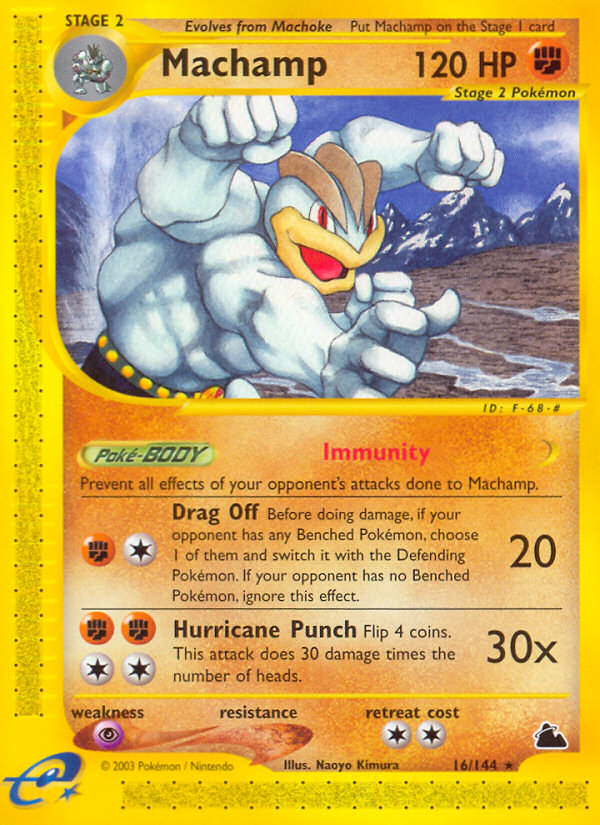 STAGE 2 Evolves from Machoke Put Machamp on the Stage 1 card
Machamp 120 HP
Stage 2 Pokémon
ID: F-68-#
Poké-BODY Immunity
Prevent all effects of your opponent's attacks done to Machamp.
Drag Off Before doing damage, if your
opponent has any Benched Pokémon, choose
1 of them and switch it with the Defending
Pokémon. If your opponent has no Benched
Pokémon, ignore this effect.
20
Hurricane Punch Flip 4 coins.
This attack does 30 damage times the
number of heads.
30x
weakness resistance retreat cost
e
© 2003 Pokémon / Nintendo Illus. Naoyo Kimura 16/144 ★